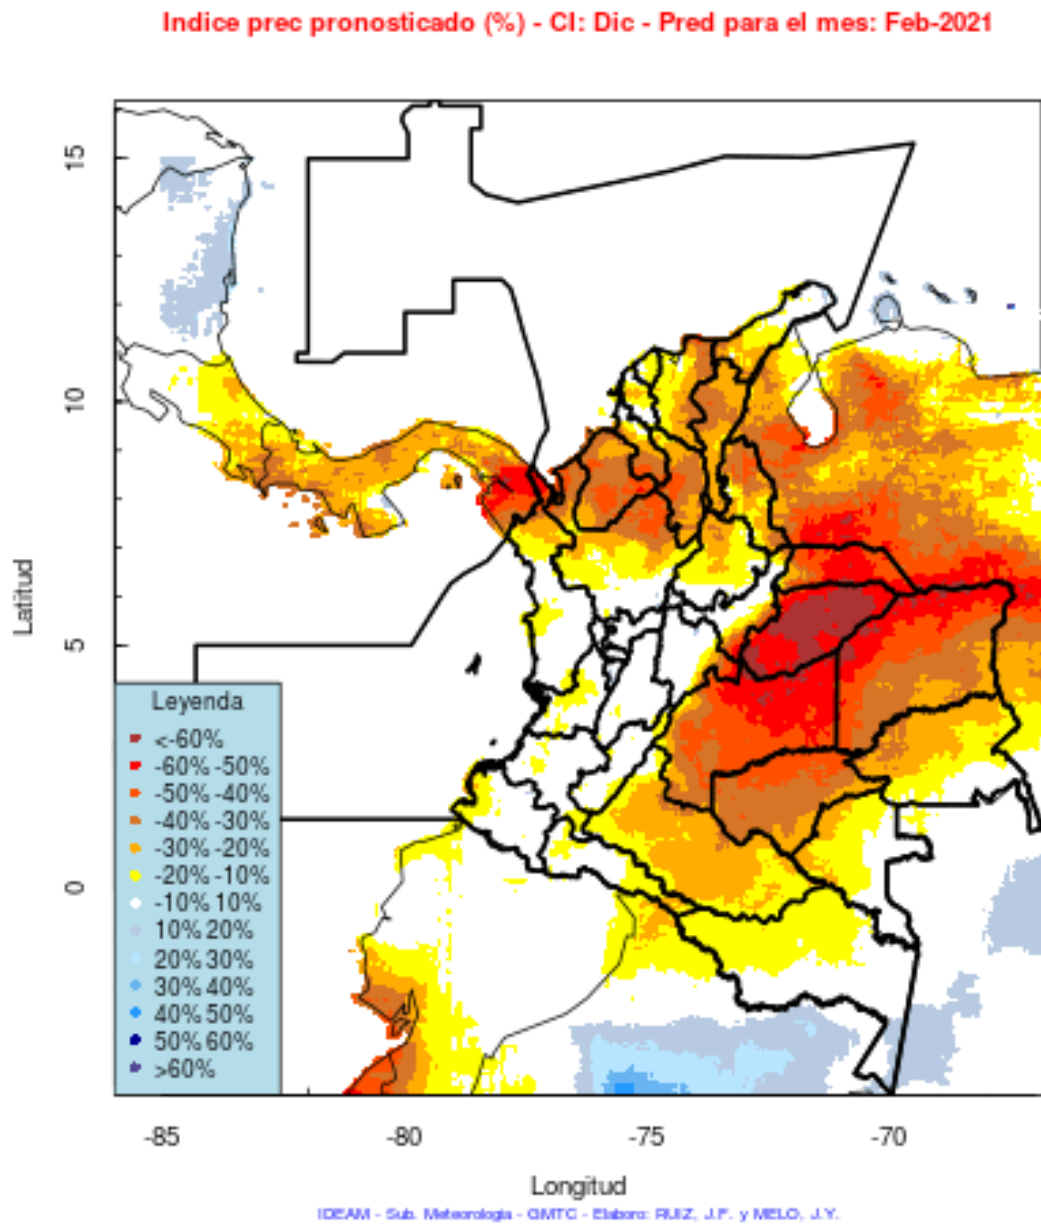 Indice prec pronosticado (%) - CI: Dic - Pred para el mes: Feb-2021
15
10
5
0
Latitud
Leyenda
<-60%
-60% -50%
-50% -40%
-40% -30%
-30% -20%
-20% -10%
-10% 10%
10% 20%
20% 30%
30% 40%
40% 50%
50% 60%
>60%
-85 -80 -75 -70
Longitud
IDEAM - Sub. Meteorologia - GMTC - Elaboro: RUIZ, J.F. y MELO, J.Y.